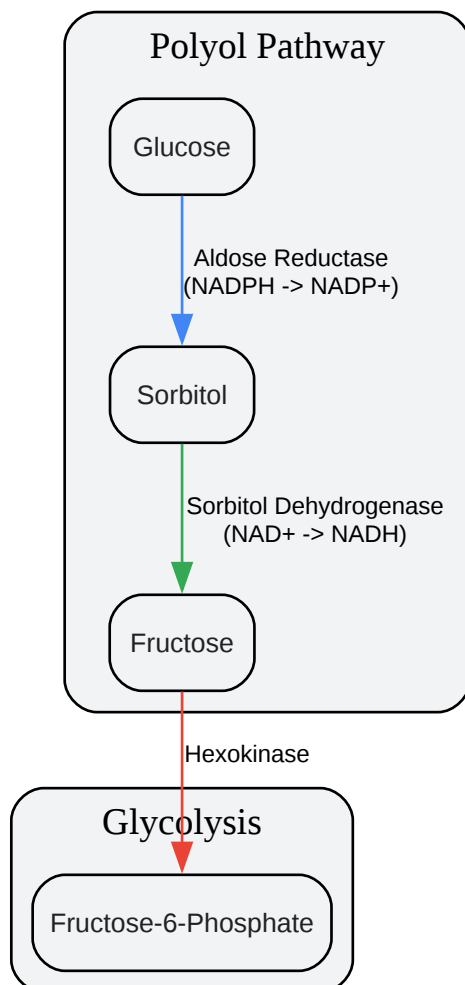 Polyol Pathway
Glucose
Aldose Reductase
(NADPH -> NADP+)
Sorbitol
Sorbitol Dehydrogenase
(NAD+ -> NADH)
Fructose
Hexokinase
Glycolysis
Fructose-6-Phosphate